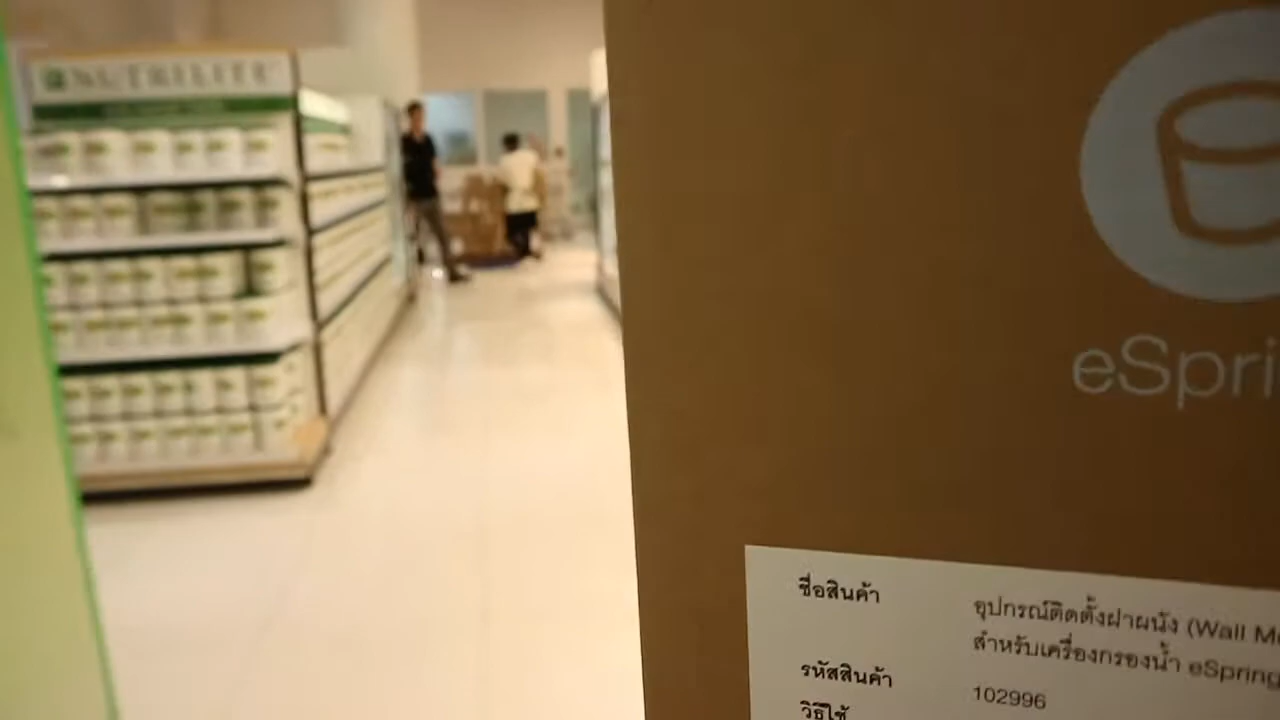 NUTRILITE
eSpri
ชื่อสินค้า
อุปกรณ์ติดตั้งฝาผนัง (Wall M
สำหรับเครื่องกรองน้ำ eSpring
รหัสสินค้า
102996
วิธีใช้